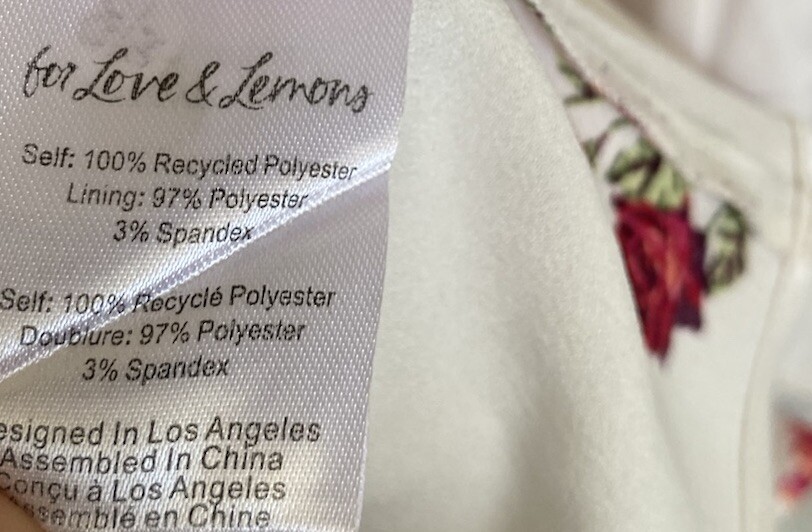 for Love & Lemons
Self: 100% Recycled Polyester
Lining: 97% Polyester
3% Spandex
Self: 100% Recyclé Polyester
Doublure: 97% Polyester
3% Spandex
esigned In Los Angeles
Assembled In China
Conçu à Los Angeles
ssemblé en Chine